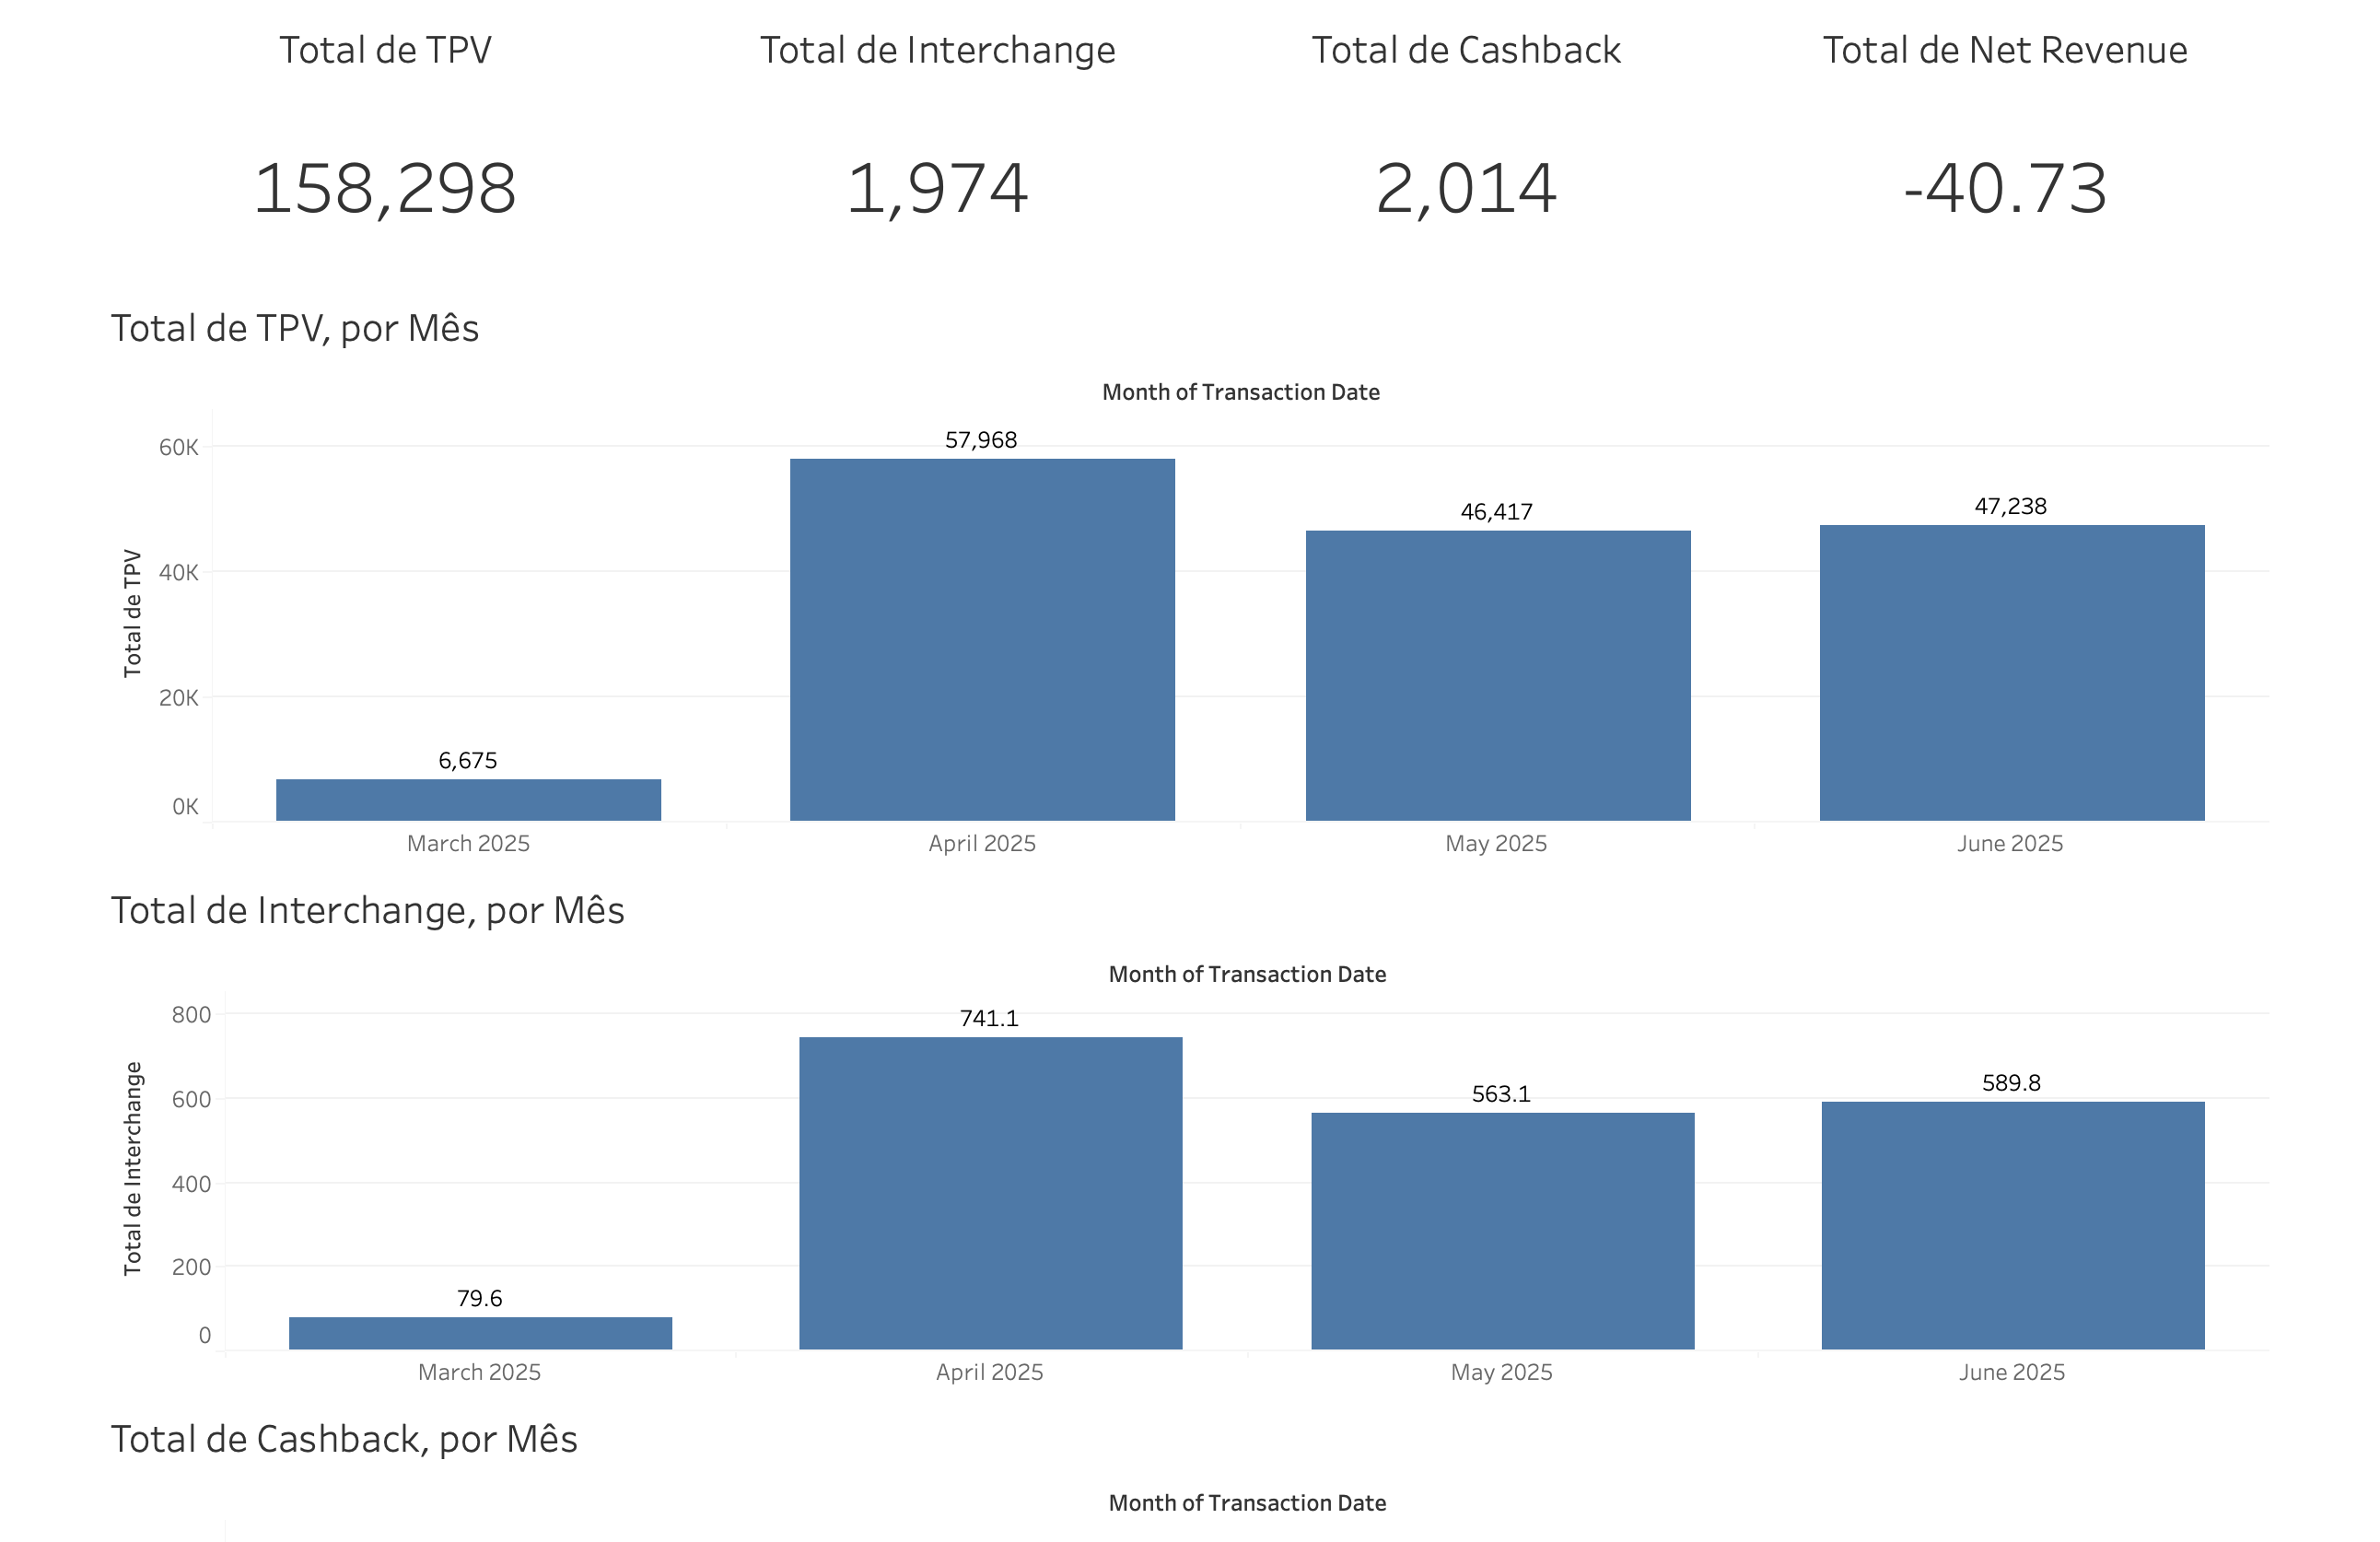 Total de TPV
Total de Interchange
Total de Cashback
Total de Net Revenue
158,298
1,974
2,014
-40.73
Total de TPV, por Mês
Month of Transaction Date
Total de TPV
60K
40K
20K
0K
6,675
57,968
46,417
47,238
March 2025
April 2025
May 2025
June 2025
Total de Interchange, por Mês
Month of Transaction Date
Total de Interchange
800
600
400
200
0
79.6
741.1
563.1
589.8
March 2025
April 2025
May 2025
June 2025
Total de Cashback, por Mês
Month of Transaction Date